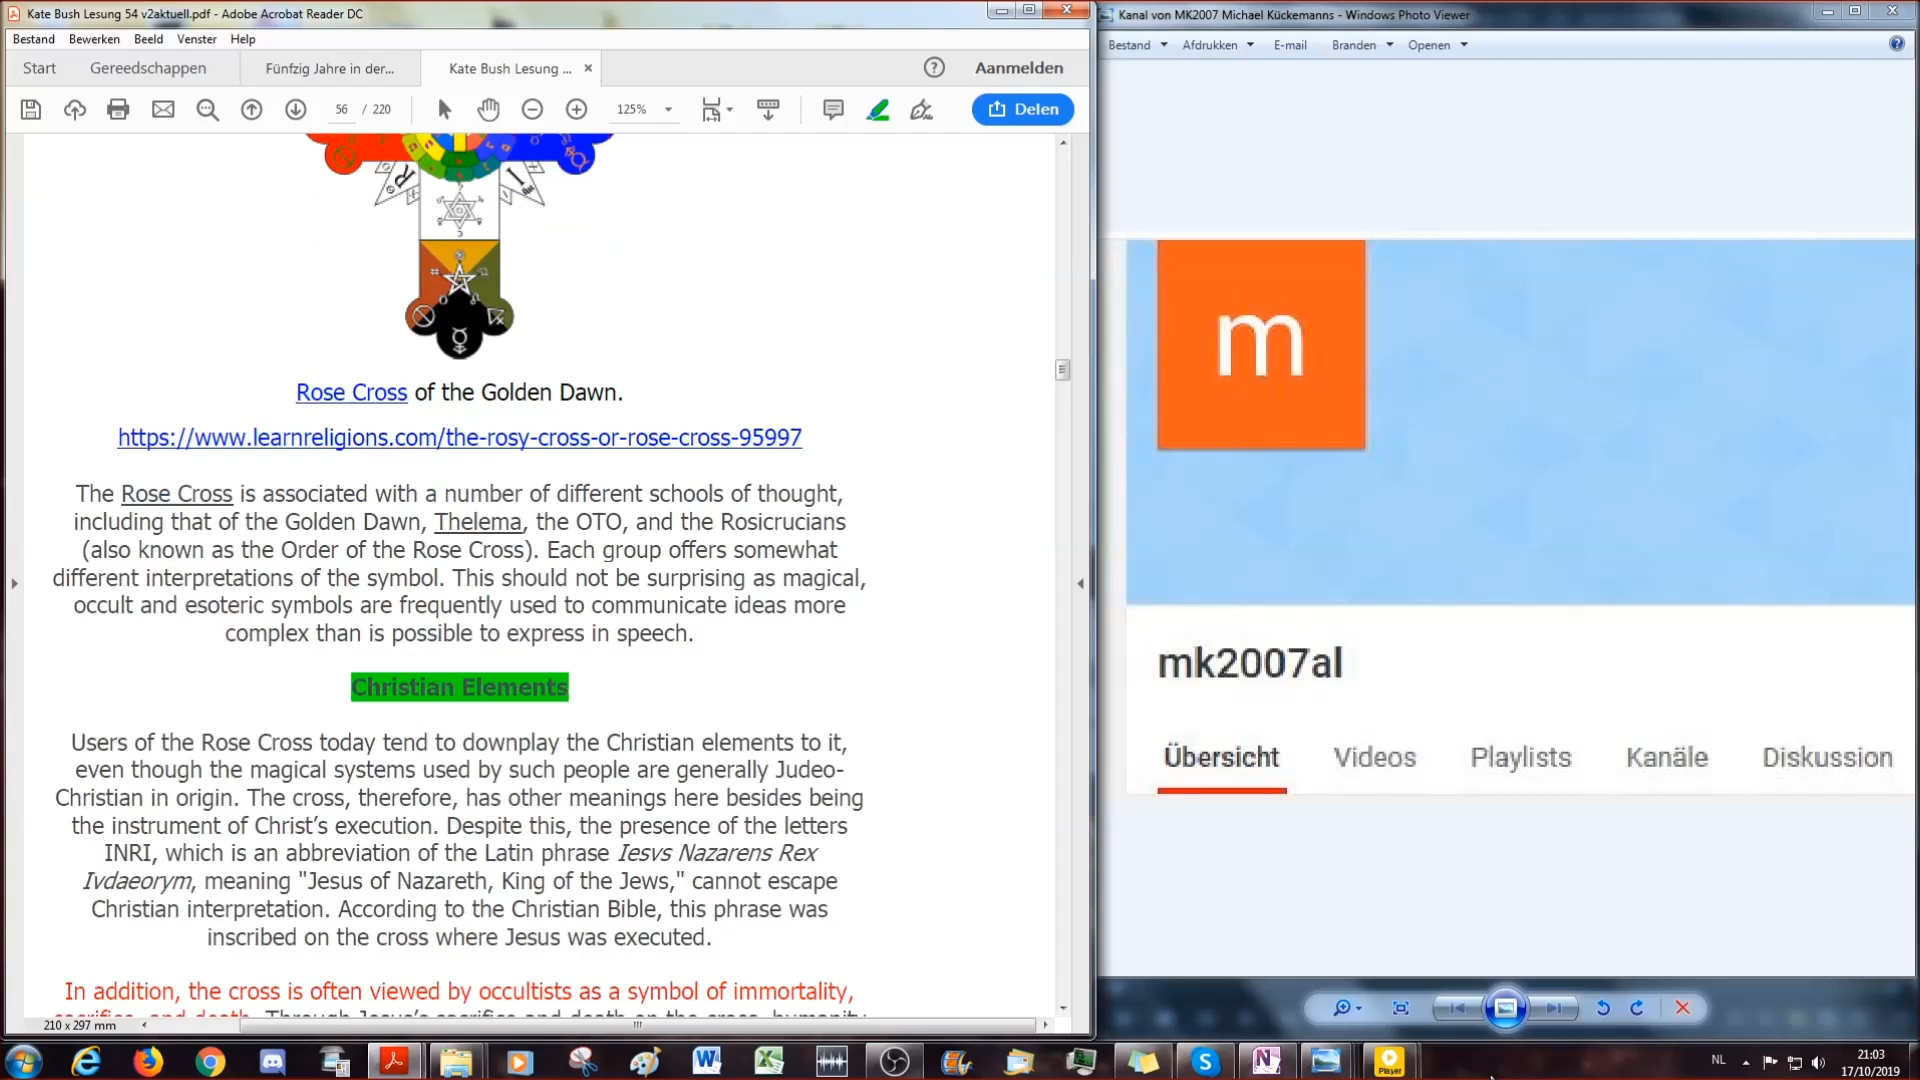 Kate Bush Lesung 54 v2aktuell.pdf - Adobe Acrobat Reader DC
Bestand Bewerken Beeld Venster Help
Start Gereedschappen Fünfzig Jahre in der... Kate Bush Lesung ... Aanmelden
56 / 220 125% Delen
R I
Rose Cross of the Golden Dawn.
https://www.learnreligions.com/the-rosy-cross-or-rose-cross-95997
The Rose Cross is associated with a number of different schools of thought,
including that of the Golden Dawn, Thelema, the OTO, and the Rosicrucians
(also known as the Order of the Rose Cross). Each group offers somewhat
different interpretations of the symbol. This should not be surprising as magical,
occult and esoteric symbols are frequently used to communicate ideas more
complex than is possible to express in speech.
Christian Elements
Users of the Rose Cross today tend to downplay the Christian elements to it,
even though the magical systems used by such people are generally Judeo-
Christian in origin. The cross, therefore, has other meanings here besides being
the instrument of Christ's execution. Despite this, the presence of the letters
INRI, which is an abbreviation of the Latin phrase Iesvs Nazarens Rex
Ivdaeorym, meaning "Jesus of Nazareth, King of the Jews," cannot escape
Christian interpretation. According to the Christian Bible, this phrase was
inscribed on the cross where Jesus was executed.
In addition, the cross is often viewed by occultists as a symbol of immortality,
sacrifice, and death. Through Jesus's sacrifice and death on the cross, humanity
210 x 297 mm
Kanal von MK2007 Michael Kückemanns - Windows Photo Viewer
Bestand Afdrukken E-mail Branden Openen
m
mk2007al
Übersicht Videos Playlists Kanäle Diskussion
Player
NL
21:03
17/10/2019